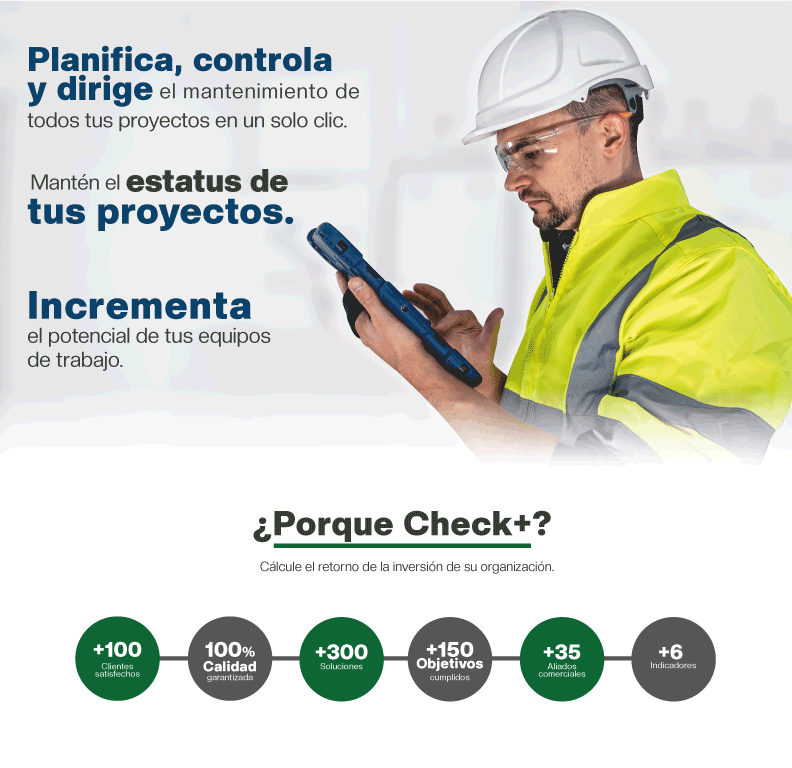 Planifica, controla
y dirige el mantenimiento de
todos tus proyectos en un solo clic.
Mantén el estatus de
tus proyectos.
Incrementa
el potencial de tus equipos
de trabajo.
¿Porque Check+?
Cálcule el retorno de la inversión de su organización.
+100
Clientes
satisfechos
100%
Calidad
garantizada
+300
Soluciones
+150
Objetivos
cumplidos
+35
Aliados
comerciales
+6
Indicadores